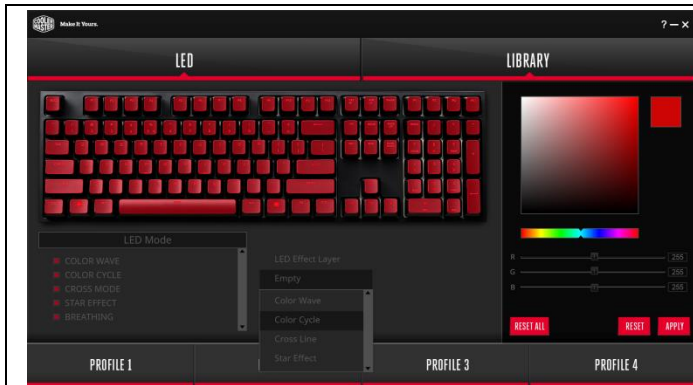 COOLER MASTER
Make It Yours.
? — ×
LED
LIBRARY
LED Mode
COLOR WAVE
COLOR CYCLE
CROSS MODE
STAR EFFECT
BREATHING
LED Effect Layer
Empty
Color Wave
Color Cycle
Cross Line
Star Effect
R 255
G 255
B 255
RESET ALL
RESET
APPLY
PROFILE 1
PROFILE 3
PROFILE 4